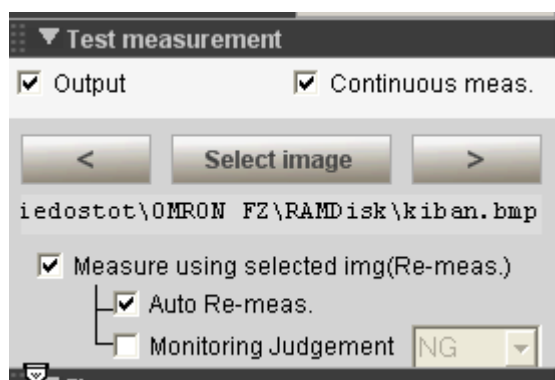 Test measurement
Output Continuous meas.
< Select image >
iedostot\OMRON FZ\RAMDisk\kiban.bmp
Measure using selected img(Re-meas.)
Auto Re-meas.
Monitoring Judgement NG